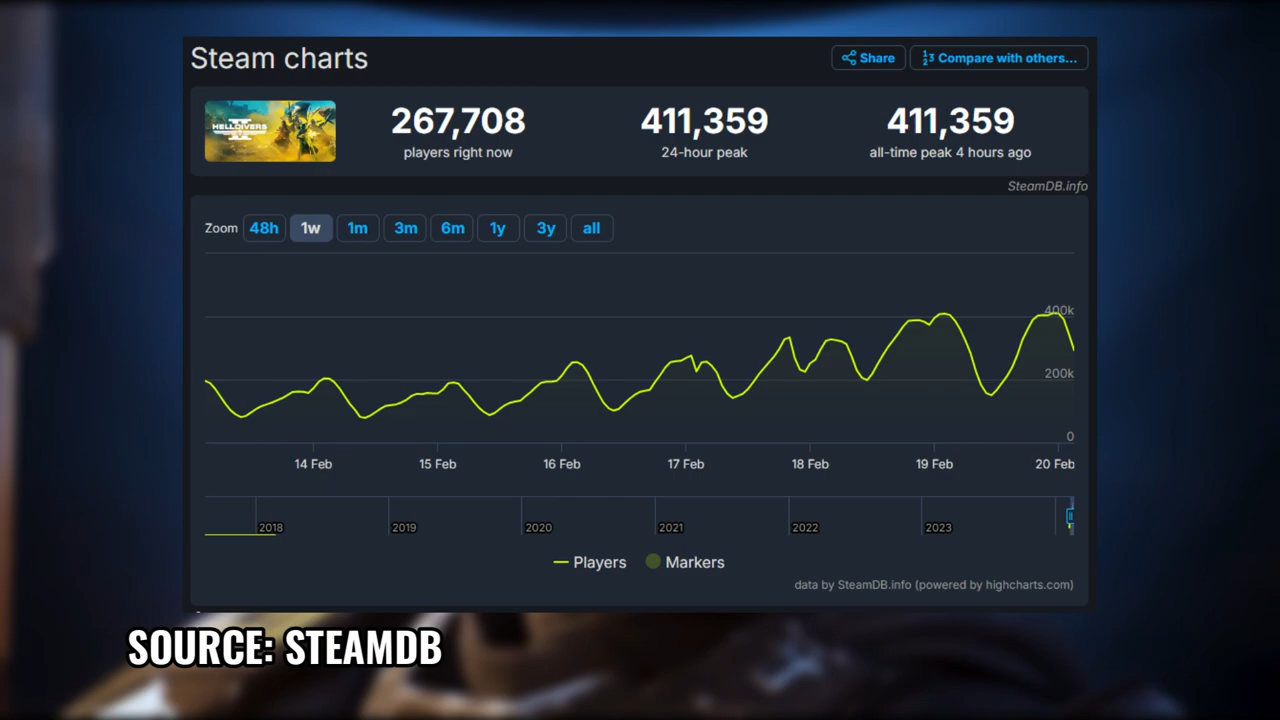 Steam charts
Share
Compare with others...
HELLDIVERS
267,708
players right now
411,359
24-hour peak
411,359
all-time peak 4 hours ago
SteamDB.info
Zoom 48h 1w 1m 3m 6m 1y 3y all
400k
200k
0
14 Feb 15 Feb 16 Feb 17 Feb 18 Feb 19 Feb 20 Feb
2018 2019 2020 2021 2022 2023
Players Markers
data by SteamDB.info (powered by highcharts.com)
SOURCE: STEAMDB